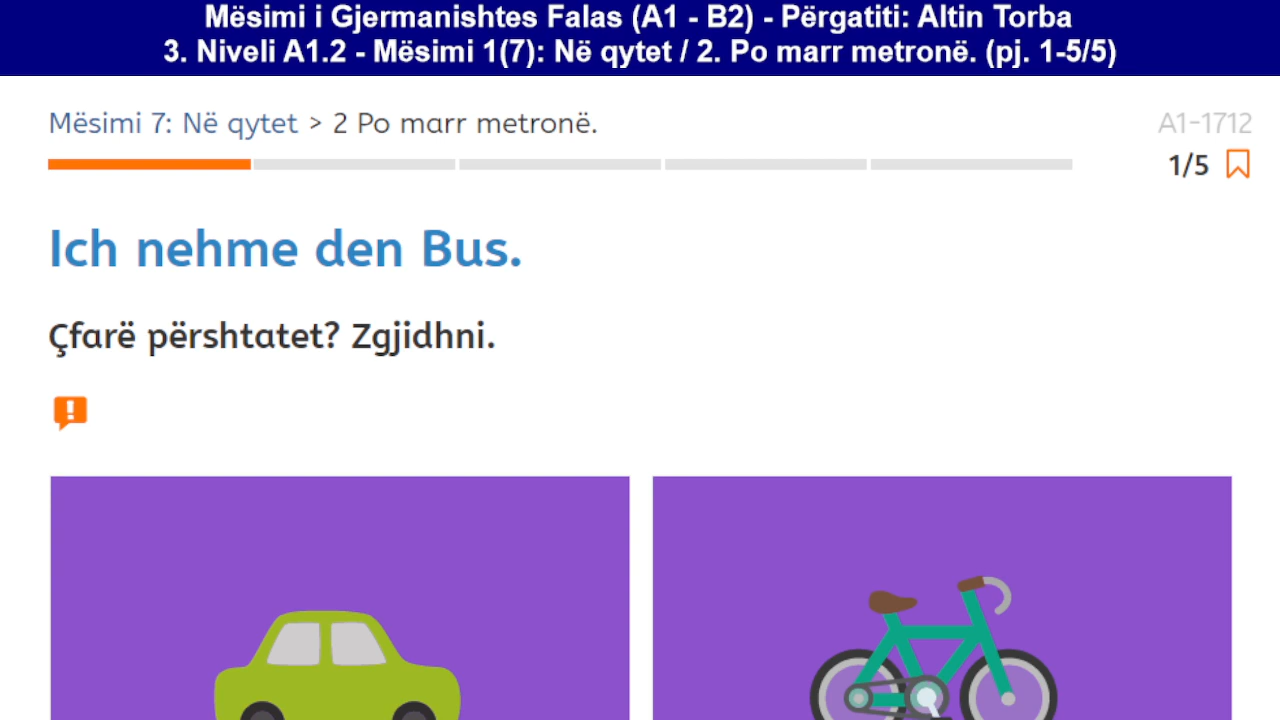 Mësimi i Gjermanishtes Falas (A1 - B2) - Përgatiti: Altin Torba
3. Niveli A1.2 - Mësimi 1(7): Në qytet / 2. Po marr metronë. (pj. 1-5/5)
Mësimi 7: Në qytet > 2 Po marr metronë.
A1-1712
1/5
Ich nehme den Bus.
Çfarë përshtatet? Zgjidhni.